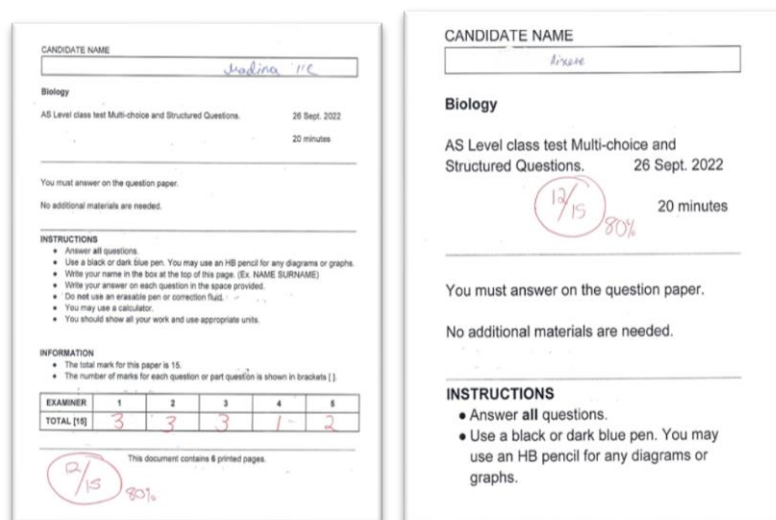 CANDIDATE NAME
Madina 11C
Biology
AS Level class test Multi-choice and Structured Questions. 26 Sept. 2022
20 minutes
You must answer on the question paper.
No additional materials are needed.
INSTRUCTIONS
• Answer all questions.
• Use a black or dark blue pen. You may use an HB pencil for any diagrams or graphs.
• Write your name in the box at the top of this page. (Ex. NAME SURNAME)
• Write your answer on each question in the space provided.
• Do not use an erasable pen or correction fluid.
• You may use a calculator.
• You should show all your work and use appropriate units.
INFORMATION
• The total mark for this paper is 15.
• The number of marks for each question or part question is shown in brackets [ ].
EXAMINER 1 2 3 4 5
TOTAL [15] 3 3 3 1 2
This document contains 6 printed pages.
12/15 80%
CANDIDATE NAME
Biology
AS Level class test Multi-choice and
Structured Questions. 26 Sept. 2022
12/15 80%
20 minutes
You must answer on the question paper.
No additional materials are needed.
INSTRUCTIONS
• Answer all questions.
• Use a black or dark blue pen. You may
use an HB pencil for any diagrams or
graphs.